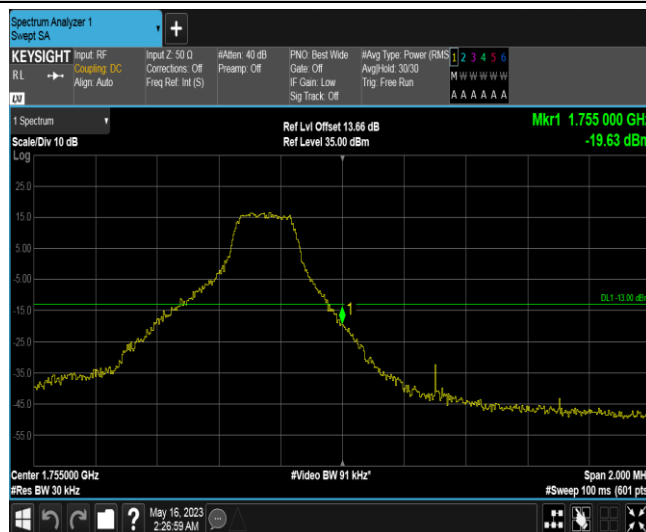 Spectrum Analyzer 1
Swept SA
KEYSIGHT
RL
Input: RF
Coupling: DC
Align: Auto
Input Z: 50 Ω
Corrections: Off
Freq Ref: Int (S)
#Atten: 40 dB
Preamp: Off
PNO: Best Wide
Gate: Off
IF Gain: Low
Sig Track: Off
#Avg Type: Power (RMS
Avg|Hold: 30/30
Trig: Free Run
1 2 3 4 5 6
M W W W W W
A A A A A A
LXI
1 Spectrum
Scale/Div 10 dB
Ref Lvl Offset 13.66 dB
Ref Level 35.00 dBm
Mkr1 1.755 000 GHz
-19.63 dBm
Log
25.0
15.0
5.00
-5.00
-15.0
-25.0
-35.0
-45.0
-55.0
DL1 -13.00 dBm
1
Center 1.755000 GHz
#Res BW 30 kHz
#Video BW 91 kHz*
Span 2.000 MH
#Sweep 100 ms (601 pts
?
May 16, 2023
2:26:59 AM